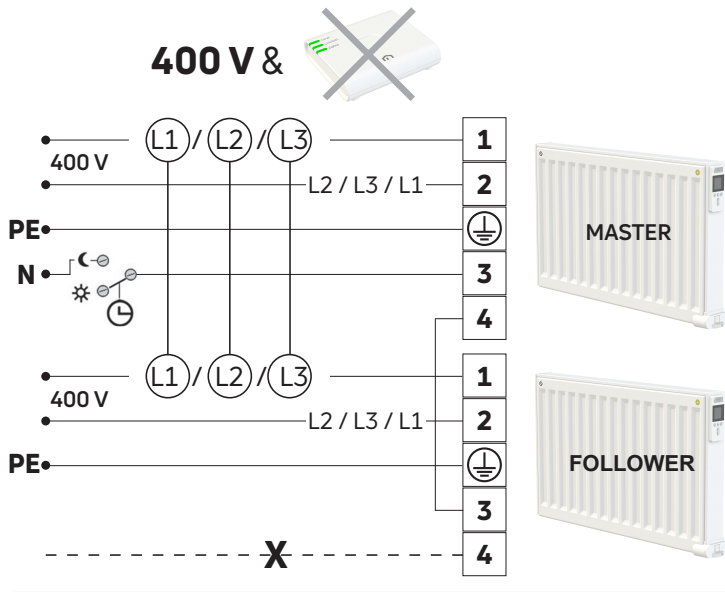 400 V &
L1 / L2 / L3
1
400 V
L2 / L3 / L1
2
PE
MASTER
N
3
4
L1 / L2 / L3
1
400 V
L2 / L3 / L1
2
PE
FOLLOWER
3
X
4